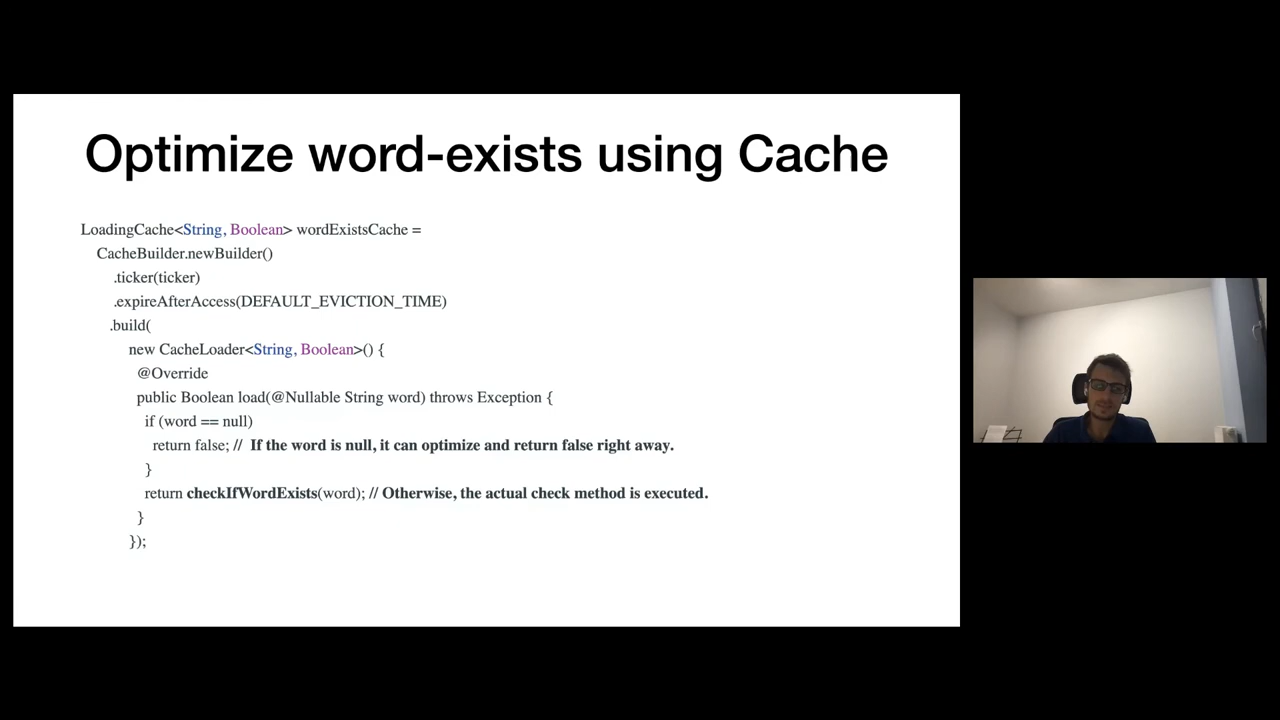 Optimize word-exists using Cache
LoadingCache<String, Boolean> wordExistsCache =
CacheBuilder.newBuilder()
.ticker(ticker)
.expireAfterAccess(DEFAULT_EVICTION_TIME)
.build(
new CacheLoader<String, Boolean>() {
@Override
public Boolean load(@Nullable String word) throws Exception {
if (word == null)
return false; // If the word is null, it can optimize and return false right away.
}
return checkIfWordExists(word); // Otherwise, the actual check method is executed.
}
});